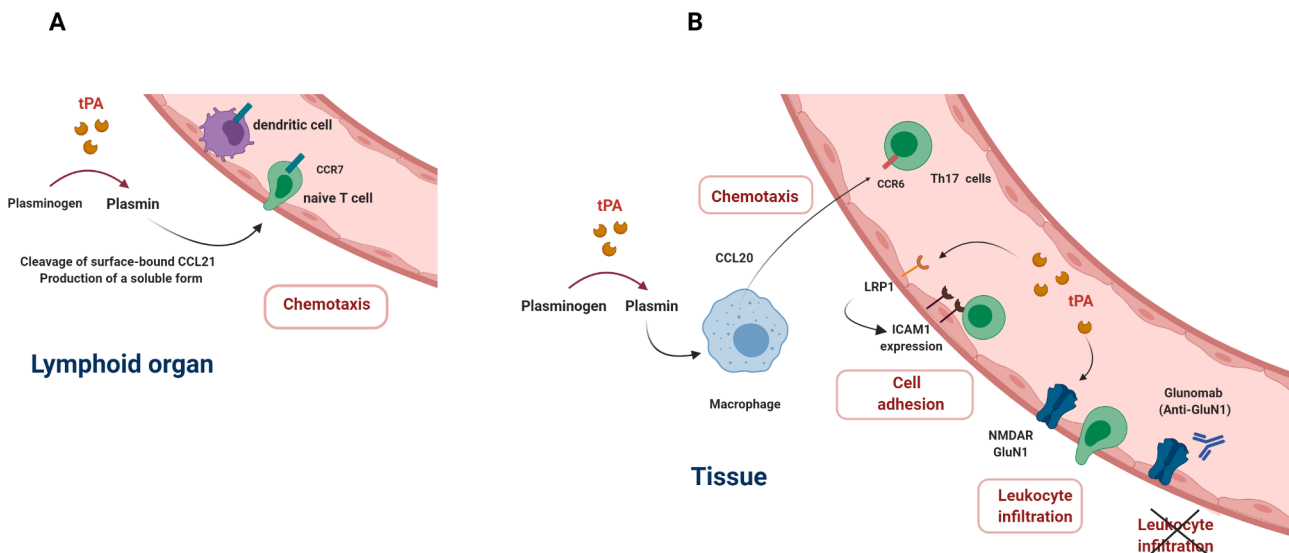 A
tPA
dendritic cell
CCR7
naive T cell
Plasminogen
Plasmin
Cleavage of surface-bound CCL21
Production of a soluble form
Chemotaxis
Lymphoid organ
B
CCR6
Th17 cells
Chemotaxis
tPA
CCL20
Plasminogen
Plasmin
Macrophage
LRP1
tPA
ICAM1
expression
Cell
adhesion
Glunomab
(Anti-GluN1)
NMDAR
GluN1
Tissue
Leukocyte
infiltration
Leukocyte
infiltration